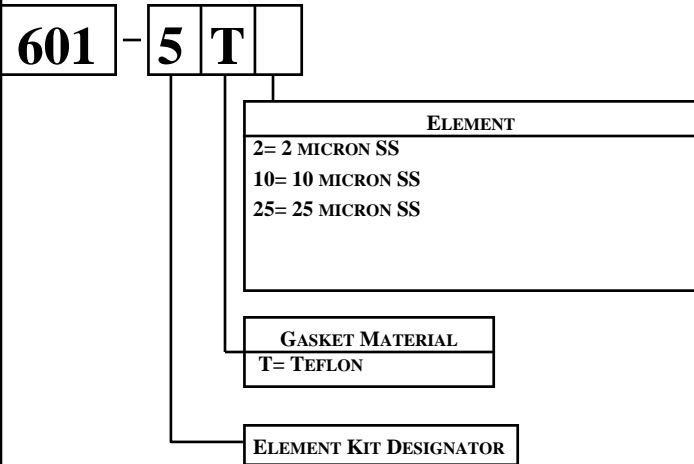 601 - 5 T
ELEMENT
2= 2 MICRON SS
10= 10 MICRON SS
25= 25 MICRON SS
GASKET MATERIAL
T= TEFLON
ELEMENT KIT DESIGNATOR